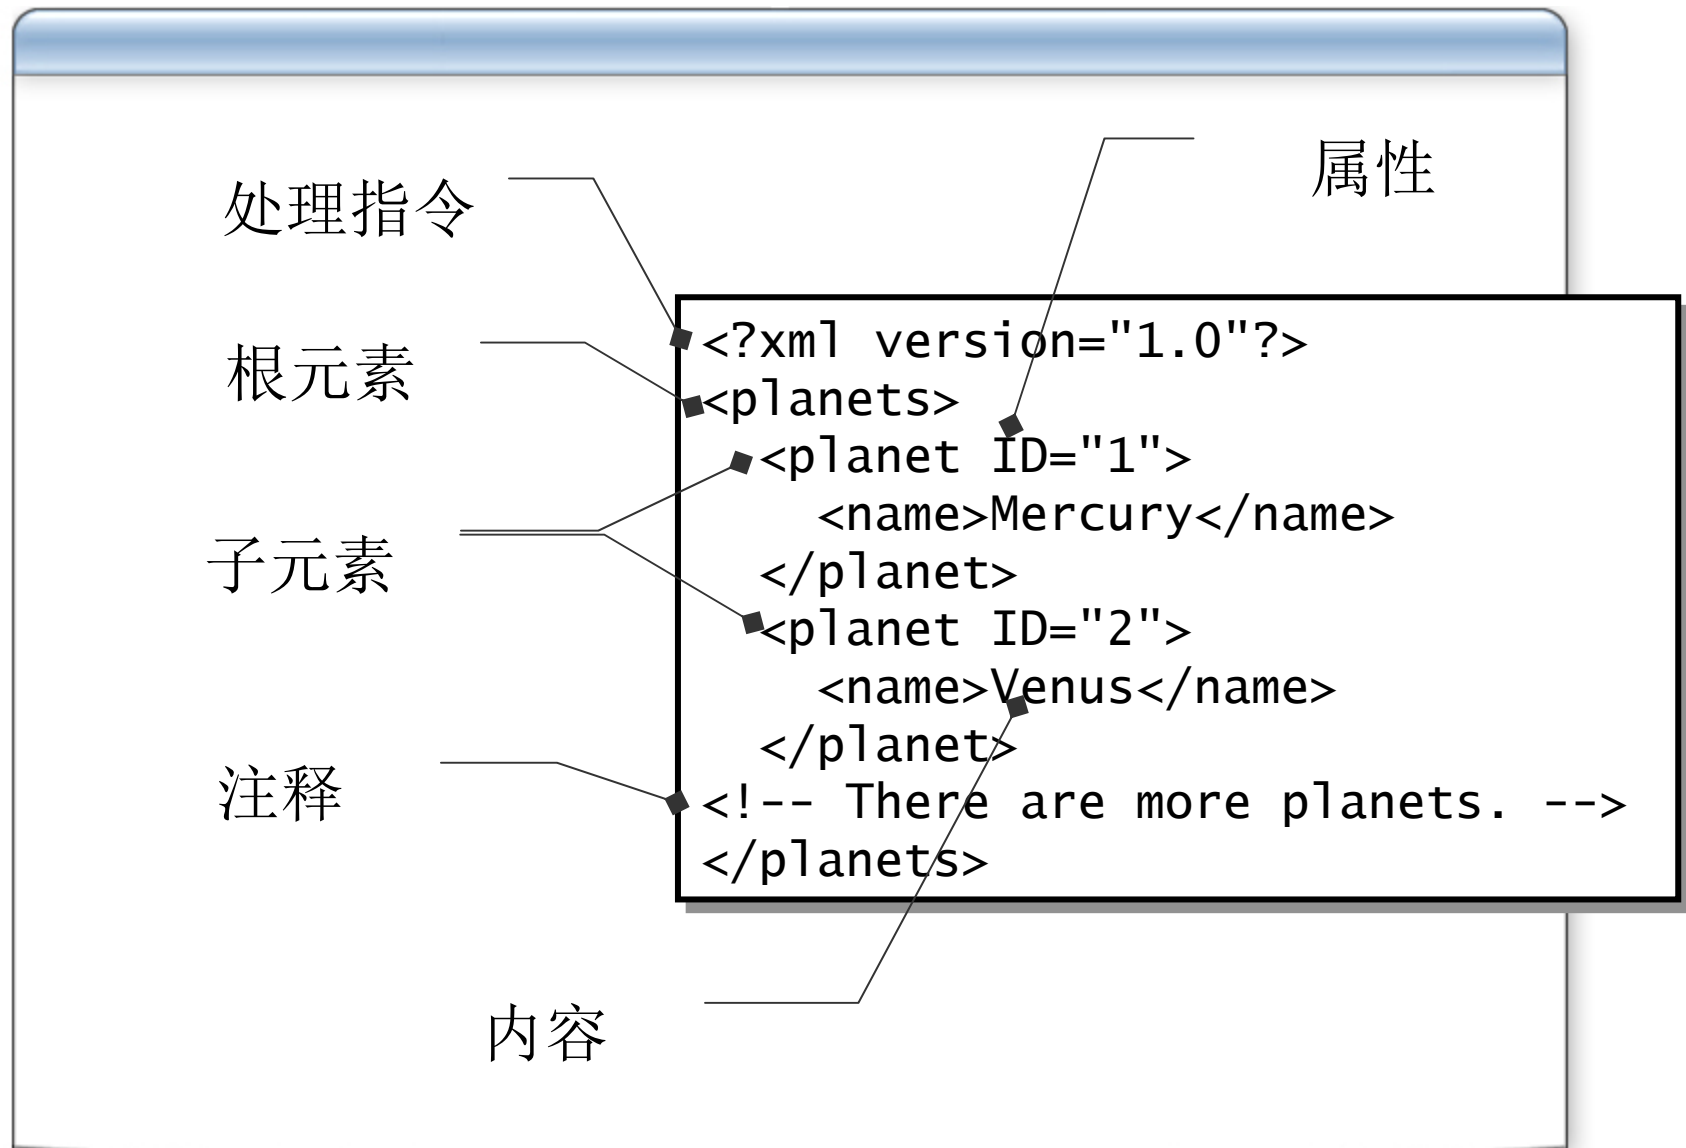 属性
处理指令
根元素
子元素
注释
内容
<?xml version="1.0"?>
<planets>
  <planet ID="1">
    <name>Mercury</name>
  </planet>
  <planet ID="2">
    <name>Venus</name>
  </planet>
<!-- There are more planets. -->
</planets>